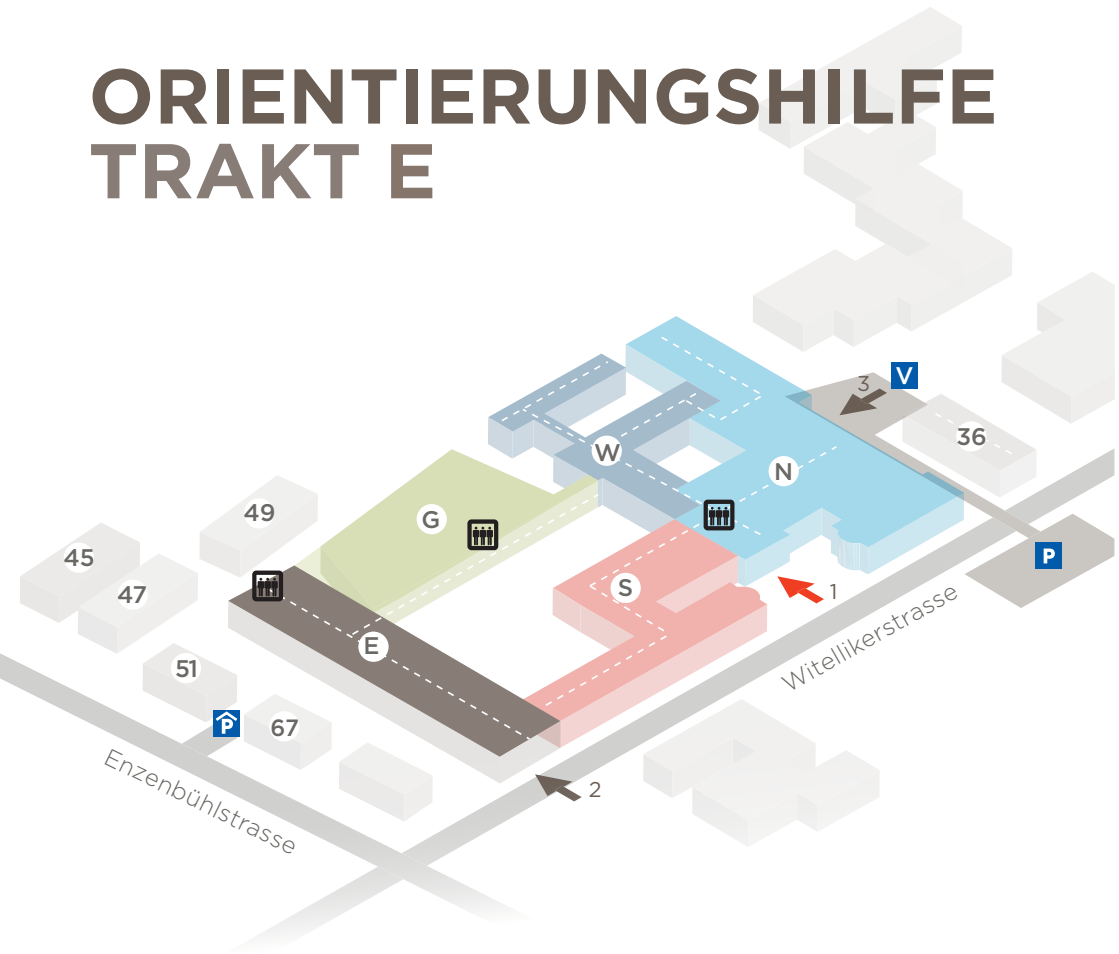 ORIENTIERUNGSHILFE
TRAKT E
3
V
36
W
N
49
G
45
P
47
S
1
E
51
Witellikerstrasse
P
67
Enzenbühlstrasse
2